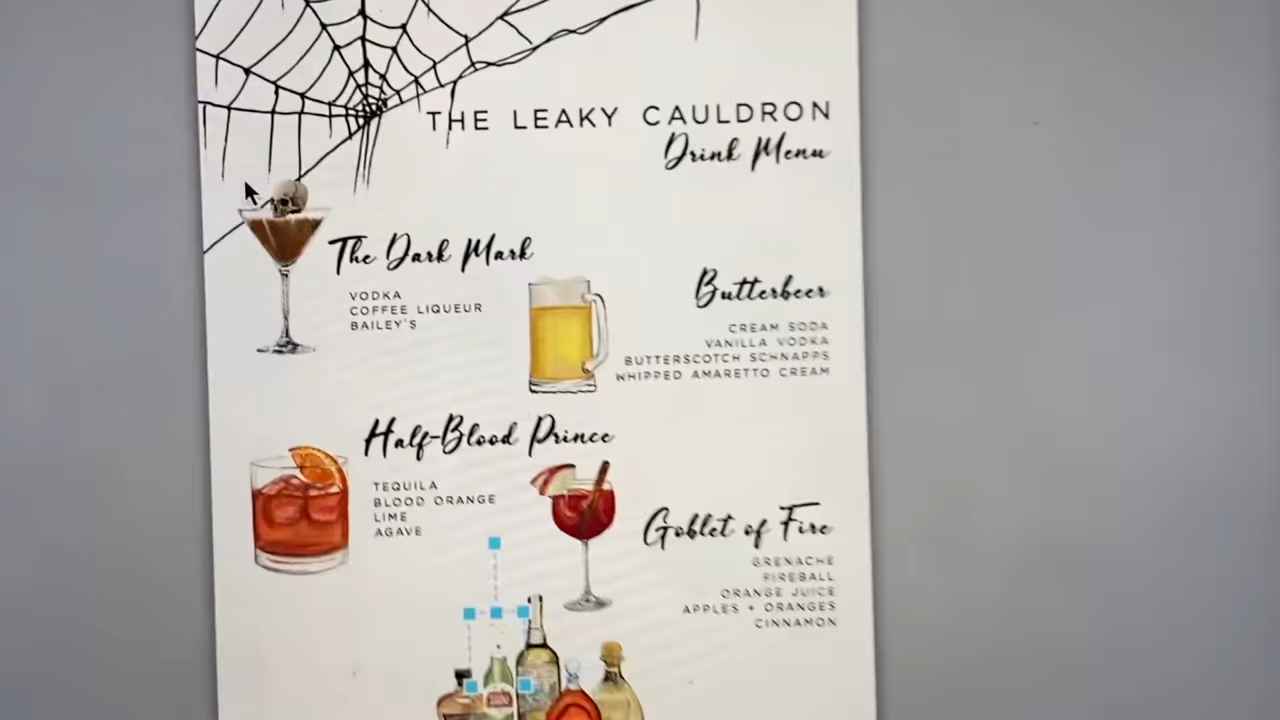 THE LEAKY CAULDRON
Drink Menu
The Dark Mark
VODKA
COFFEE LIQUEUR
BAILEY'S
Butterbeer
CREAM SODA
VANILLA VODKA
BUTTERSCOTCH SCHNAPPS
WHIPPED AMARETTO CREAM
Half-Blood Prince
TEQUILA
BLOOD ORANGE
LIME
AGAVE
Goblet of Fire
GRENACHE
FIREBALL
ORANGE JUICE
APPLES + ORANGES
CINNAMON